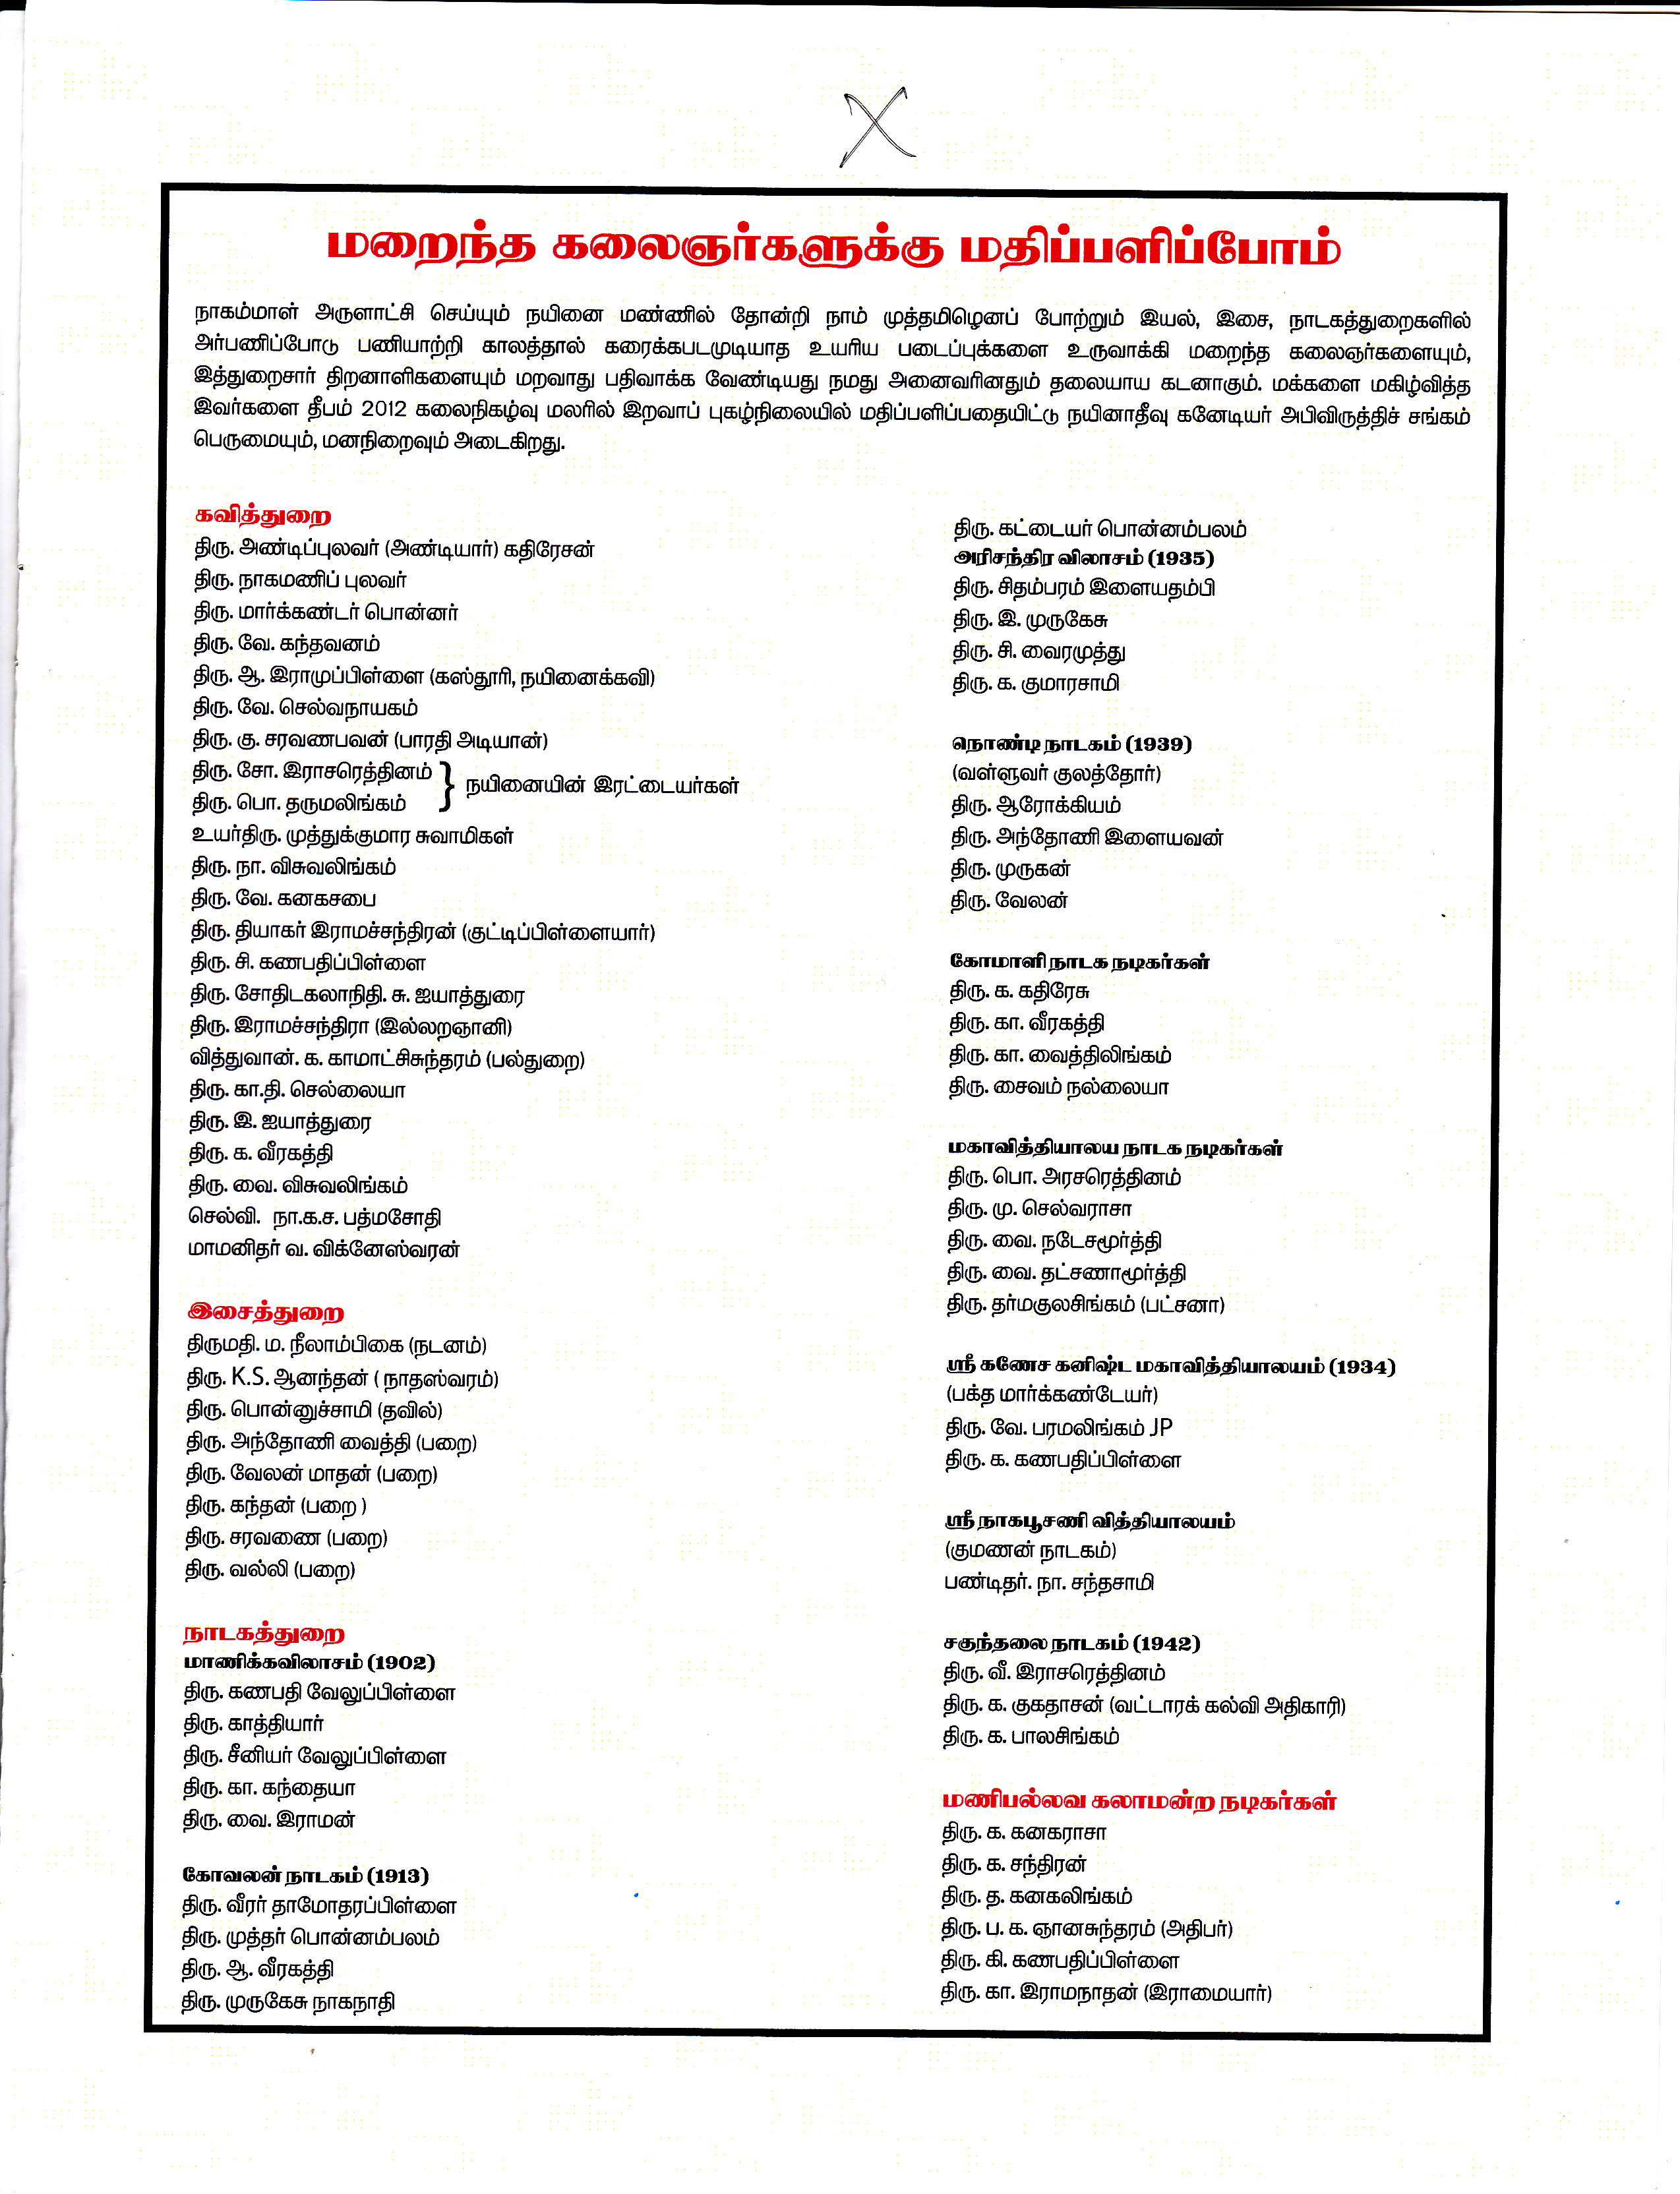 மறைந்த கலைஞர்களுக்கு மதிப்பளிப்போம்
நாகம்மாள் அருளாட்சி செய்யும் நயினை மண்ணில் தோன்றி நாம் முத்தமிழெனப் போற்றும் இயல், இசை, நாடகத்துறைகளில்
அர்பணிப்போடு பணியாற்றி காலத்தால் கரைக்கபடமுடியாத உயரிய படைப்புக்களை உருவாக்கி மறைந்த கலைஞர்களையும்,
இத்துறைசார் திறனாளிகளையும் மறவாது பதிவாக்க வேண்டியது நமது அனைவரினதும் தலையாய கடனாகும். மக்களை மகிழ்வித்த
இவர்களை தீபம் 2012 கலைநிகழ்வு மலரில் இறவாப் புகழ்நிலையில் மதிப்பளிப்பதையிட்டு நயினாதீவு கனேடியர் அபிவிருத்திச் சங்கம்
பெருமையும், மனநிறைவும் அடைகிறது.
கவித்துறை
திரு. அண்டிப்புலவர் (அண்டியார்) கதிரேசன்
திரு. நாகமணிப் புலவர்
திரு. மார்க்கண்டர் பொன்னர்
திரு. வே. கந்தவனம்
திரு. ஆ. இராமுப்பிள்ளை (கஸ்தூரி, நயினைக்கவி)
திரு. வே. செல்வநாயகம்
திரு. கு. சரவணபவன் (பாரதி அடியான்)
திரு. சோ. இராசரெத்தினம் } நயினையின் இரட்டையர்கள்
திரு. பொ. தருமலிங்கம்
உயர்திரு. முத்துக்குமார சுவாமிகள்
திரு. நா. விசுவலிங்கம்
திரு. வே. கனகசபை
திரு. தியாகர் இராமச்சந்திரன் (குட்டிப்பிள்ளையார்)
திரு. சி. கணபதிப்பிள்ளை
திரு. சோதிடகலாநிதி. சு. ஐயாத்துரை
திரு. இராமச்சந்திரா (இல்லறஞானி)
வித்துவான். க. காமாட்சிசுந்தரம் (பல்துறை)
திரு. கா.தி. செல்லையா
திரு. இ. ஐயாத்துரை
திரு. க. வீரகத்தி
திரு. வை. விசுவலிங்கம்
செல்வி. நா.க.ச. பத்மசோதி
மாமனிதர் வ. விக்னேஸ்வரன்
இசைத்துறை
திருமதி. ம. நீலாம்பிகை (நடனம்)
திரு. K.S. ஆனந்தன் ( நாதஸ்வரம்)
திரு. பொன்னுச்சாமி (தவில்)
திரு. அந்தோணி வைத்தி (பறை)
திரு. வேலன் மாதன் (பறை)
திரு. கந்தன் (பறை )
திரு. சரவணை (பறை)
திரு. வல்லி (பறை)
நாடகத்துறை
மாணிக்கவிலாசம் (1902)
திரு. கணபதி வேலுப்பிள்ளை
திரு. காத்தியார்
திரு. சீனியர் வேலுப்பிள்ளை
திரு. கா. கந்தையா
திரு. வை. இராமன்
கோவலன் நாடகம் (1913)
திரு. வீரர் தாமோதரப்பிள்ளை
திரு. முத்தர் பொன்னம்பலம்
திரு. ஆ. வீரகத்தி
திரு. முருகேசு நாகநாதி
திரு. கட்டையர் பொன்னம்பலம்
அரிசந்திர விலாசம் (1935)
திரு. சிதம்பரம் இளையதம்பி
திரு. இ. முருகேசு
திரு. சி. வைரமுத்து
திரு. க. குமாரசாமி
நொண்டி நாடகம் (1939)
(வள்ளுவர் குலத்தோர்)
திரு. ஆரோக்கியம்
திரு. அந்தோணி இளையவன்
திரு. முருகன்
திரு. வேலன்
கோமாளி நாடக நடிகர்கள்
திரு. க. கதிரேசு
திரு. கா. வீரகத்தி
திரு. கா. வைத்திலிங்கம்
திரு. சைவம் நல்லையா
மகாவித்தியாலய நாடக நடிகர்கள்
திரு. பொ. அரசரெத்தினம்
திரு. மு. செல்வராசா
திரு. வை. நடேசமூர்த்தி
திரு. வை. தட்சணாமூர்த்தி
திரு. தர்மகுலசிங்கம் (பட்சனா)
ஸ்ரீ கணேச கனிஷ்ட மகாவித்தியாலயம் (1934)
(பக்த மார்க்கண்டேயர்)
திரு. வே. பரமலிங்கம் JP
திரு. க. கணபதிப்பிள்ளை
ஸ்ரீ நாகபூசணி வித்தியாலயம்
(குமணன் நாடகம்)
பண்டிதர். நா. சந்தசாமி
சகுந்தலை நாடகம் (1942)
திரு. வீ. இராசரெத்தினம்
திரு. க. குகதாசன் (வட்டாரக் கல்வி அதிகாரி)
திரு. க. பாலசிங்கம்
மணிபல்லவ கலாமன்ற நடிகர்கள்
திரு. க. கனகராசா
திரு. க. சந்திரன்
திரு. த. கனகலிங்கம்
திரு. ப. க. ஞானசுந்தரம் (அதிபர்)
திரு. கி. கணபதிப்பிள்ளை
திரு. கா. இராமநாதன் (இராமையார்)